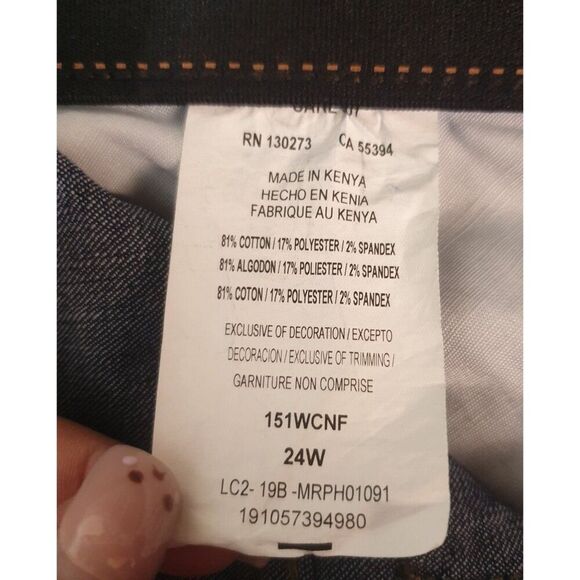 RN 130273 CA 55394
MADE IN KENYA
HECHO EN KENIA
FABRIQUE AU KENYA
81% COTTON / 17% POLYESTER / 2% SPANDEX
81% ALGODON / 17% POLIESTER / 2% SPANDEX
81% COTON / 17% POLYESTER / 2% SPANDEX
EXCLUSIVE OF DECORATION / EXCEPTO
DECORACION / EXCLUSIVE OF TRIMMING /
GARNITURE NON COMPRISE
151WCNF
24W
LC2- 19B -MRPH01091
191057394980